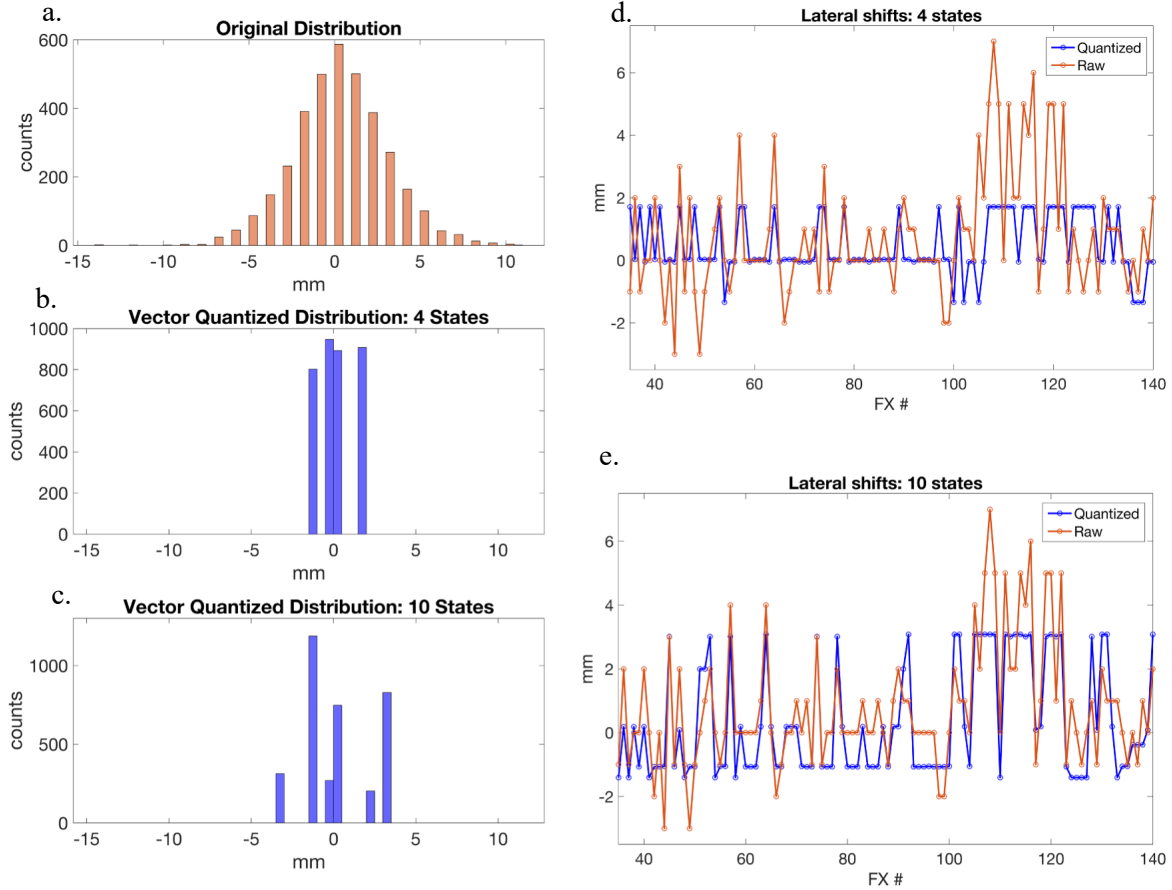 a.
Original Distribution
600
400
200
0
counts
-15 -10 -5 0 5 10
mm
b.
Vector Quantized Distribution: 4 States
1000
800
600
400
200
0
counts
-15 -10 -5 0 5 10
mm
c.
Vector Quantized Distribution: 10 States
1000
500
0
counts
-15 -10 -5 0 5 10
mm
d.
Lateral shifts: 4 states
Quantized
Raw
6
4
2
0
-2
mm
40 60 80 100 120 140
FX #
e.
Lateral shifts: 10 states
Quantized
Raw
6
4
2
0
-2
mm
40 60 80 100 120 140
FX #